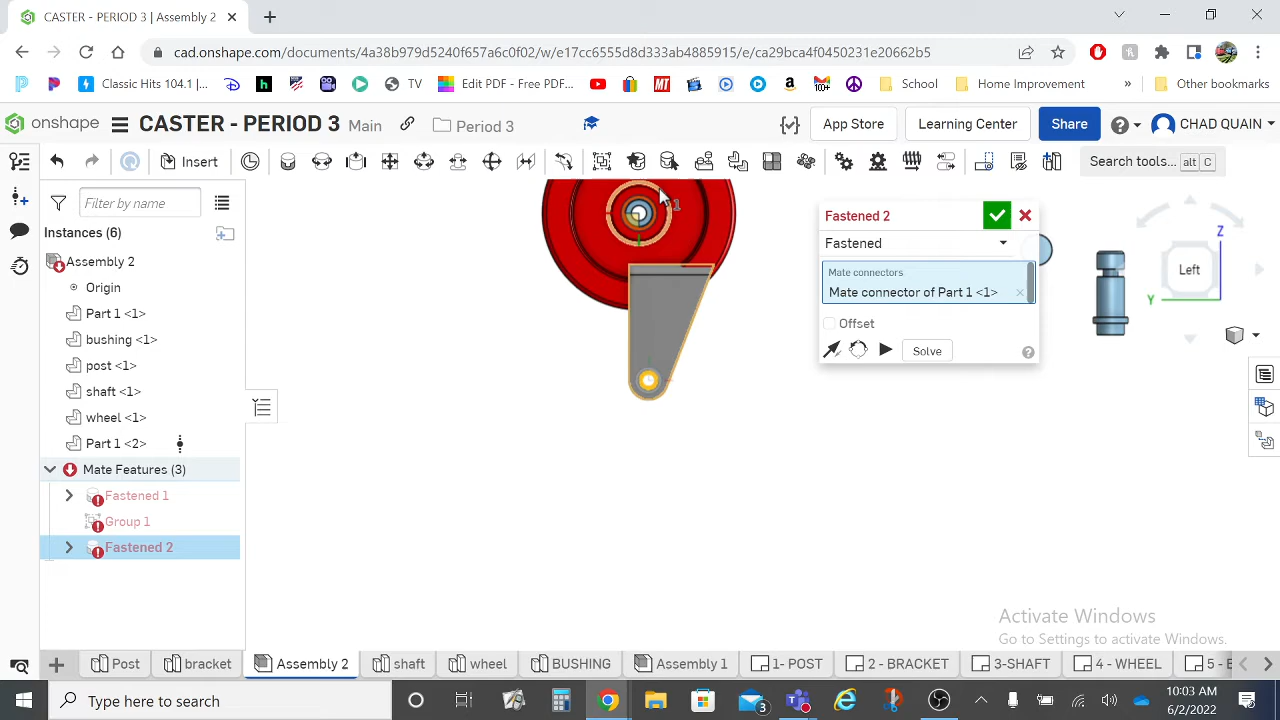 CASTER - PERIOD 3 | Assembly 2
cad.onshape.com/documents/4a38b979d5240f657a6c0f02/w/e17cc6555d8d333ab4885915/e/ca29bca4f0450231e20662b5
Classic Hits 104.1 |...
TV
Edit PDF - Free PDF...
School
Home Improvement
»
Other bookmarks
onshape
CASTER - PERIOD 3
Main
Period 3
App Store
Learning Center
Share
CHAD QUAIN
Insert
Search tools...
alt
C
Filter by name
Instances (6)
Assembly 2
Origin
Part 1 <1>
bushing <1>
post <1>
shaft <1>
wheel <1>
Part 1 <2>
Mate Features (3)
Fastened 1
Group 1
Fastened 2
1
Fastened 2
Fastened
Mate connectors
Mate connector of Part 1 <1>
Offset
Solve
Z
Left
Y
Activate Windows
Go to Settings to activate Windows.
Post
bracket
Assembly 2
shaft
wheel
BUSHING
Assembly 1
1- POST
2 - BRACKET
3-SHAFT
4 - WHEEL
Type here to search
3
10:03 AM
6/2/2022